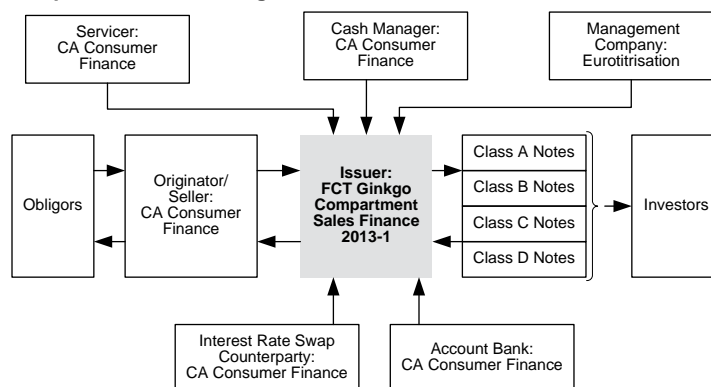 Servicer:
CA Consumer
Finance
Cash Manager:
CA Consumer
Finance
Management
Company:
Eurotitrisation
Obligors
Originator/
Seller:
CA Consumer
Finance
Issuer:
FCT Ginkgo
Compartment
Sales Finance
2013-1
Class A Notes
Class B Notes
Class C Notes
Class D Notes
Investors
Interest Rate Swap
Counterparty:
CA Consumer Finance
Account Bank:
CA Consumer Finance